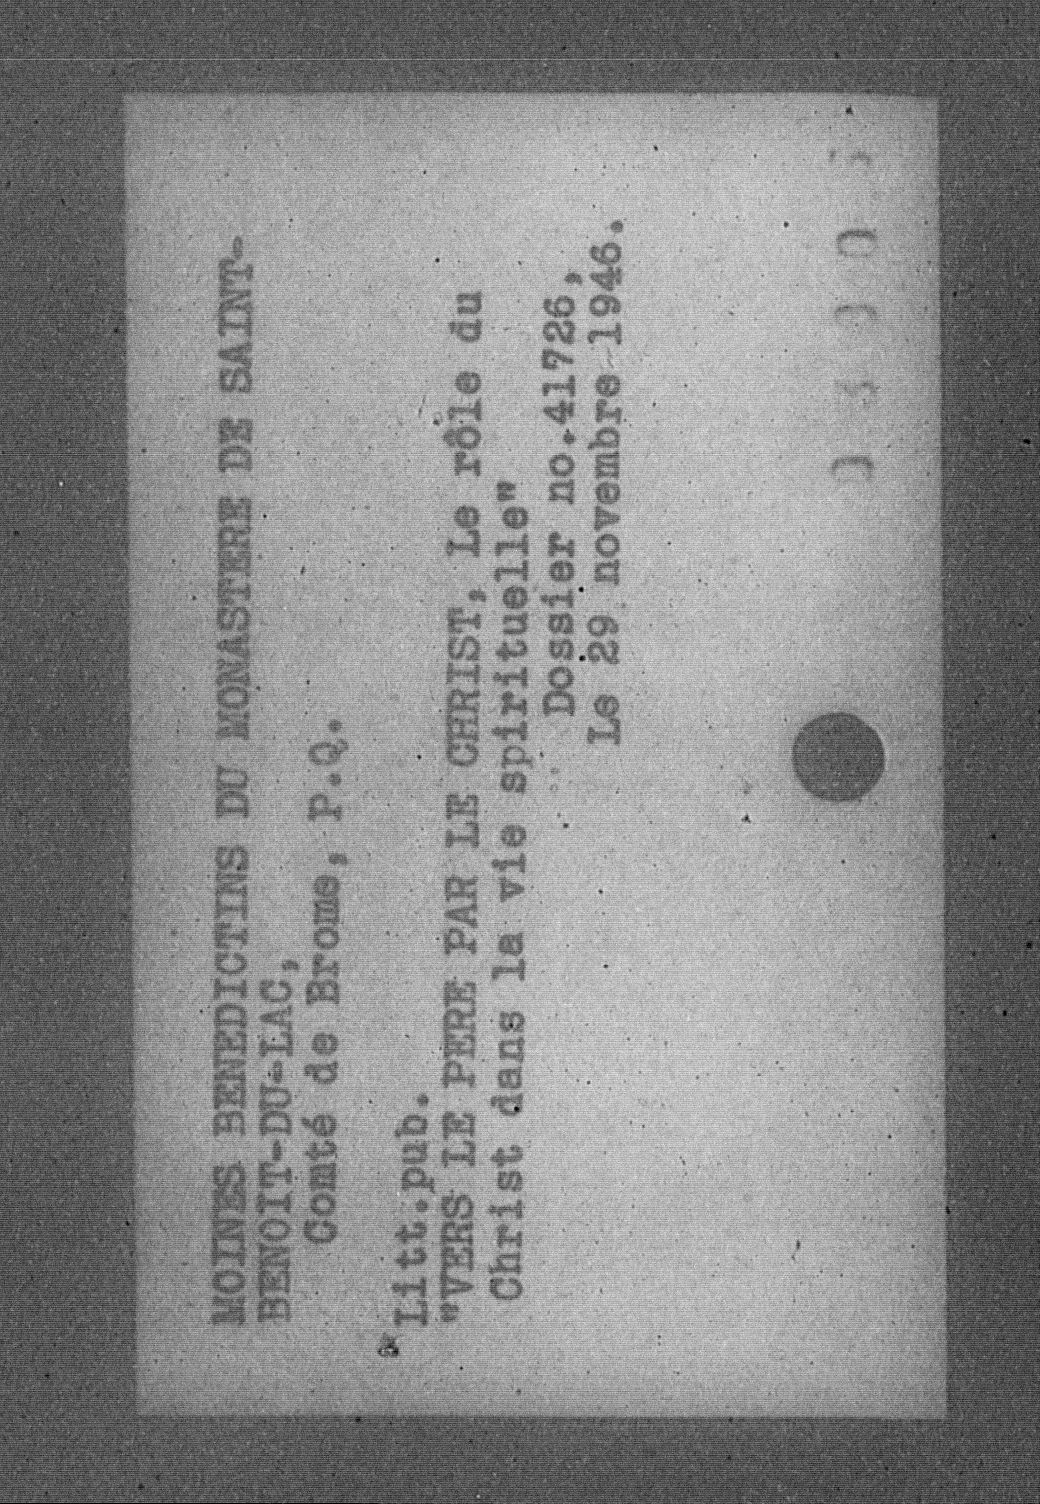 MOINES BENEDICTINS DU MONASTERE DE SAINT-
BENOIT-DU-LAC,
Comté de Brome, P.Q.
Litt.pub.
"VERS LE PERE PAR LE CHRIST, Le rôle du
Christ dans la vie spirituelle"
Dossier no.41726,
Le 29 novembre 1946.